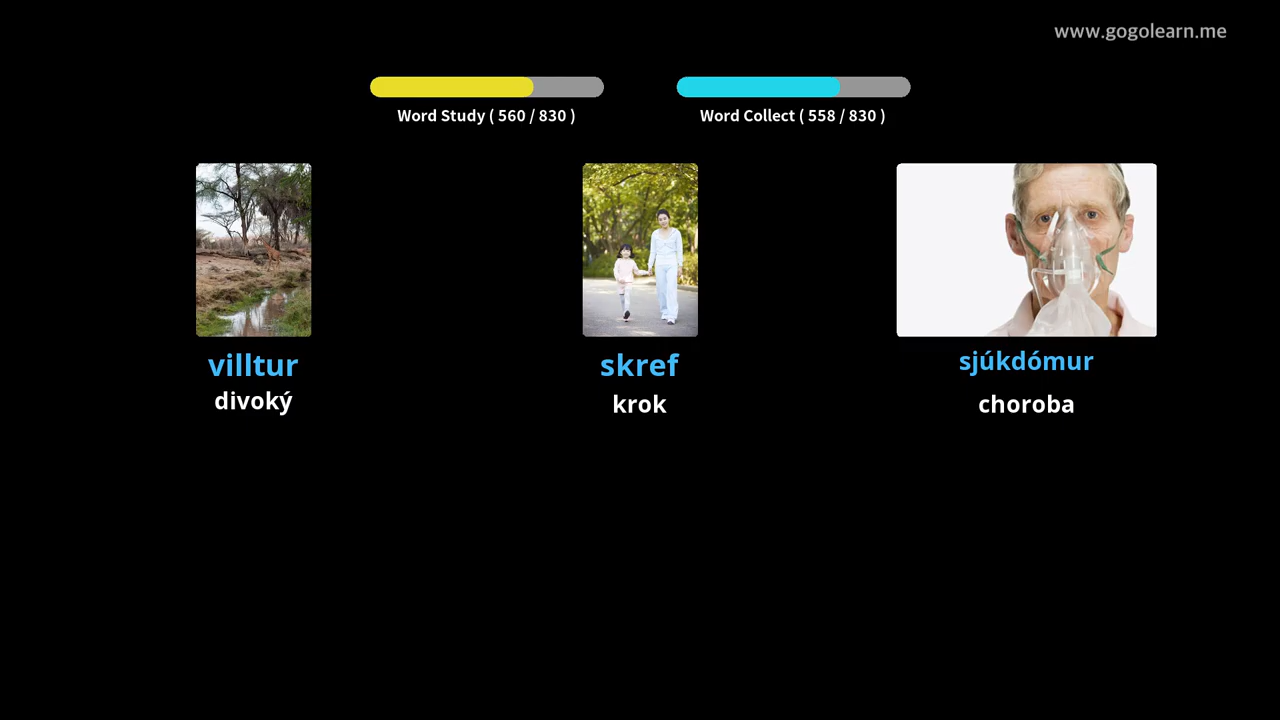 www.gogolearn.me
Word Study ( 560 / 830 )
Word Collect ( 558 / 830 )
villtur
divoký
skref
krok
sjúkdómur
choroba